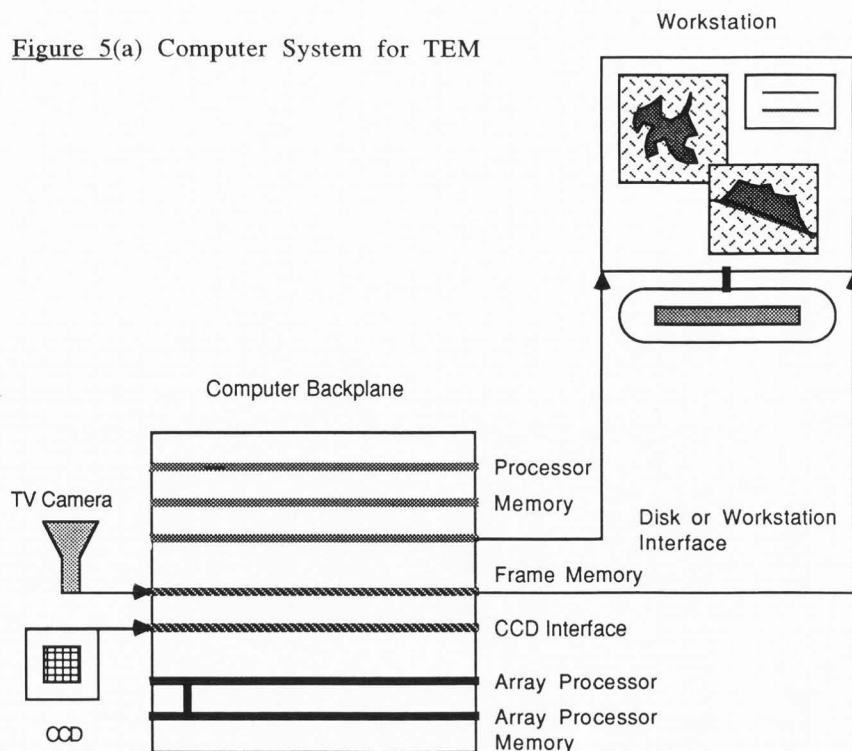 Workstation
Figure 5(a) Computer System for TEM
Computer Backplane
Processor
TV Camera
Memory
Disk or Workstation
Interface
Frame Memory
CCD Interface
Array Processor
Array Processor
Memory
CCD